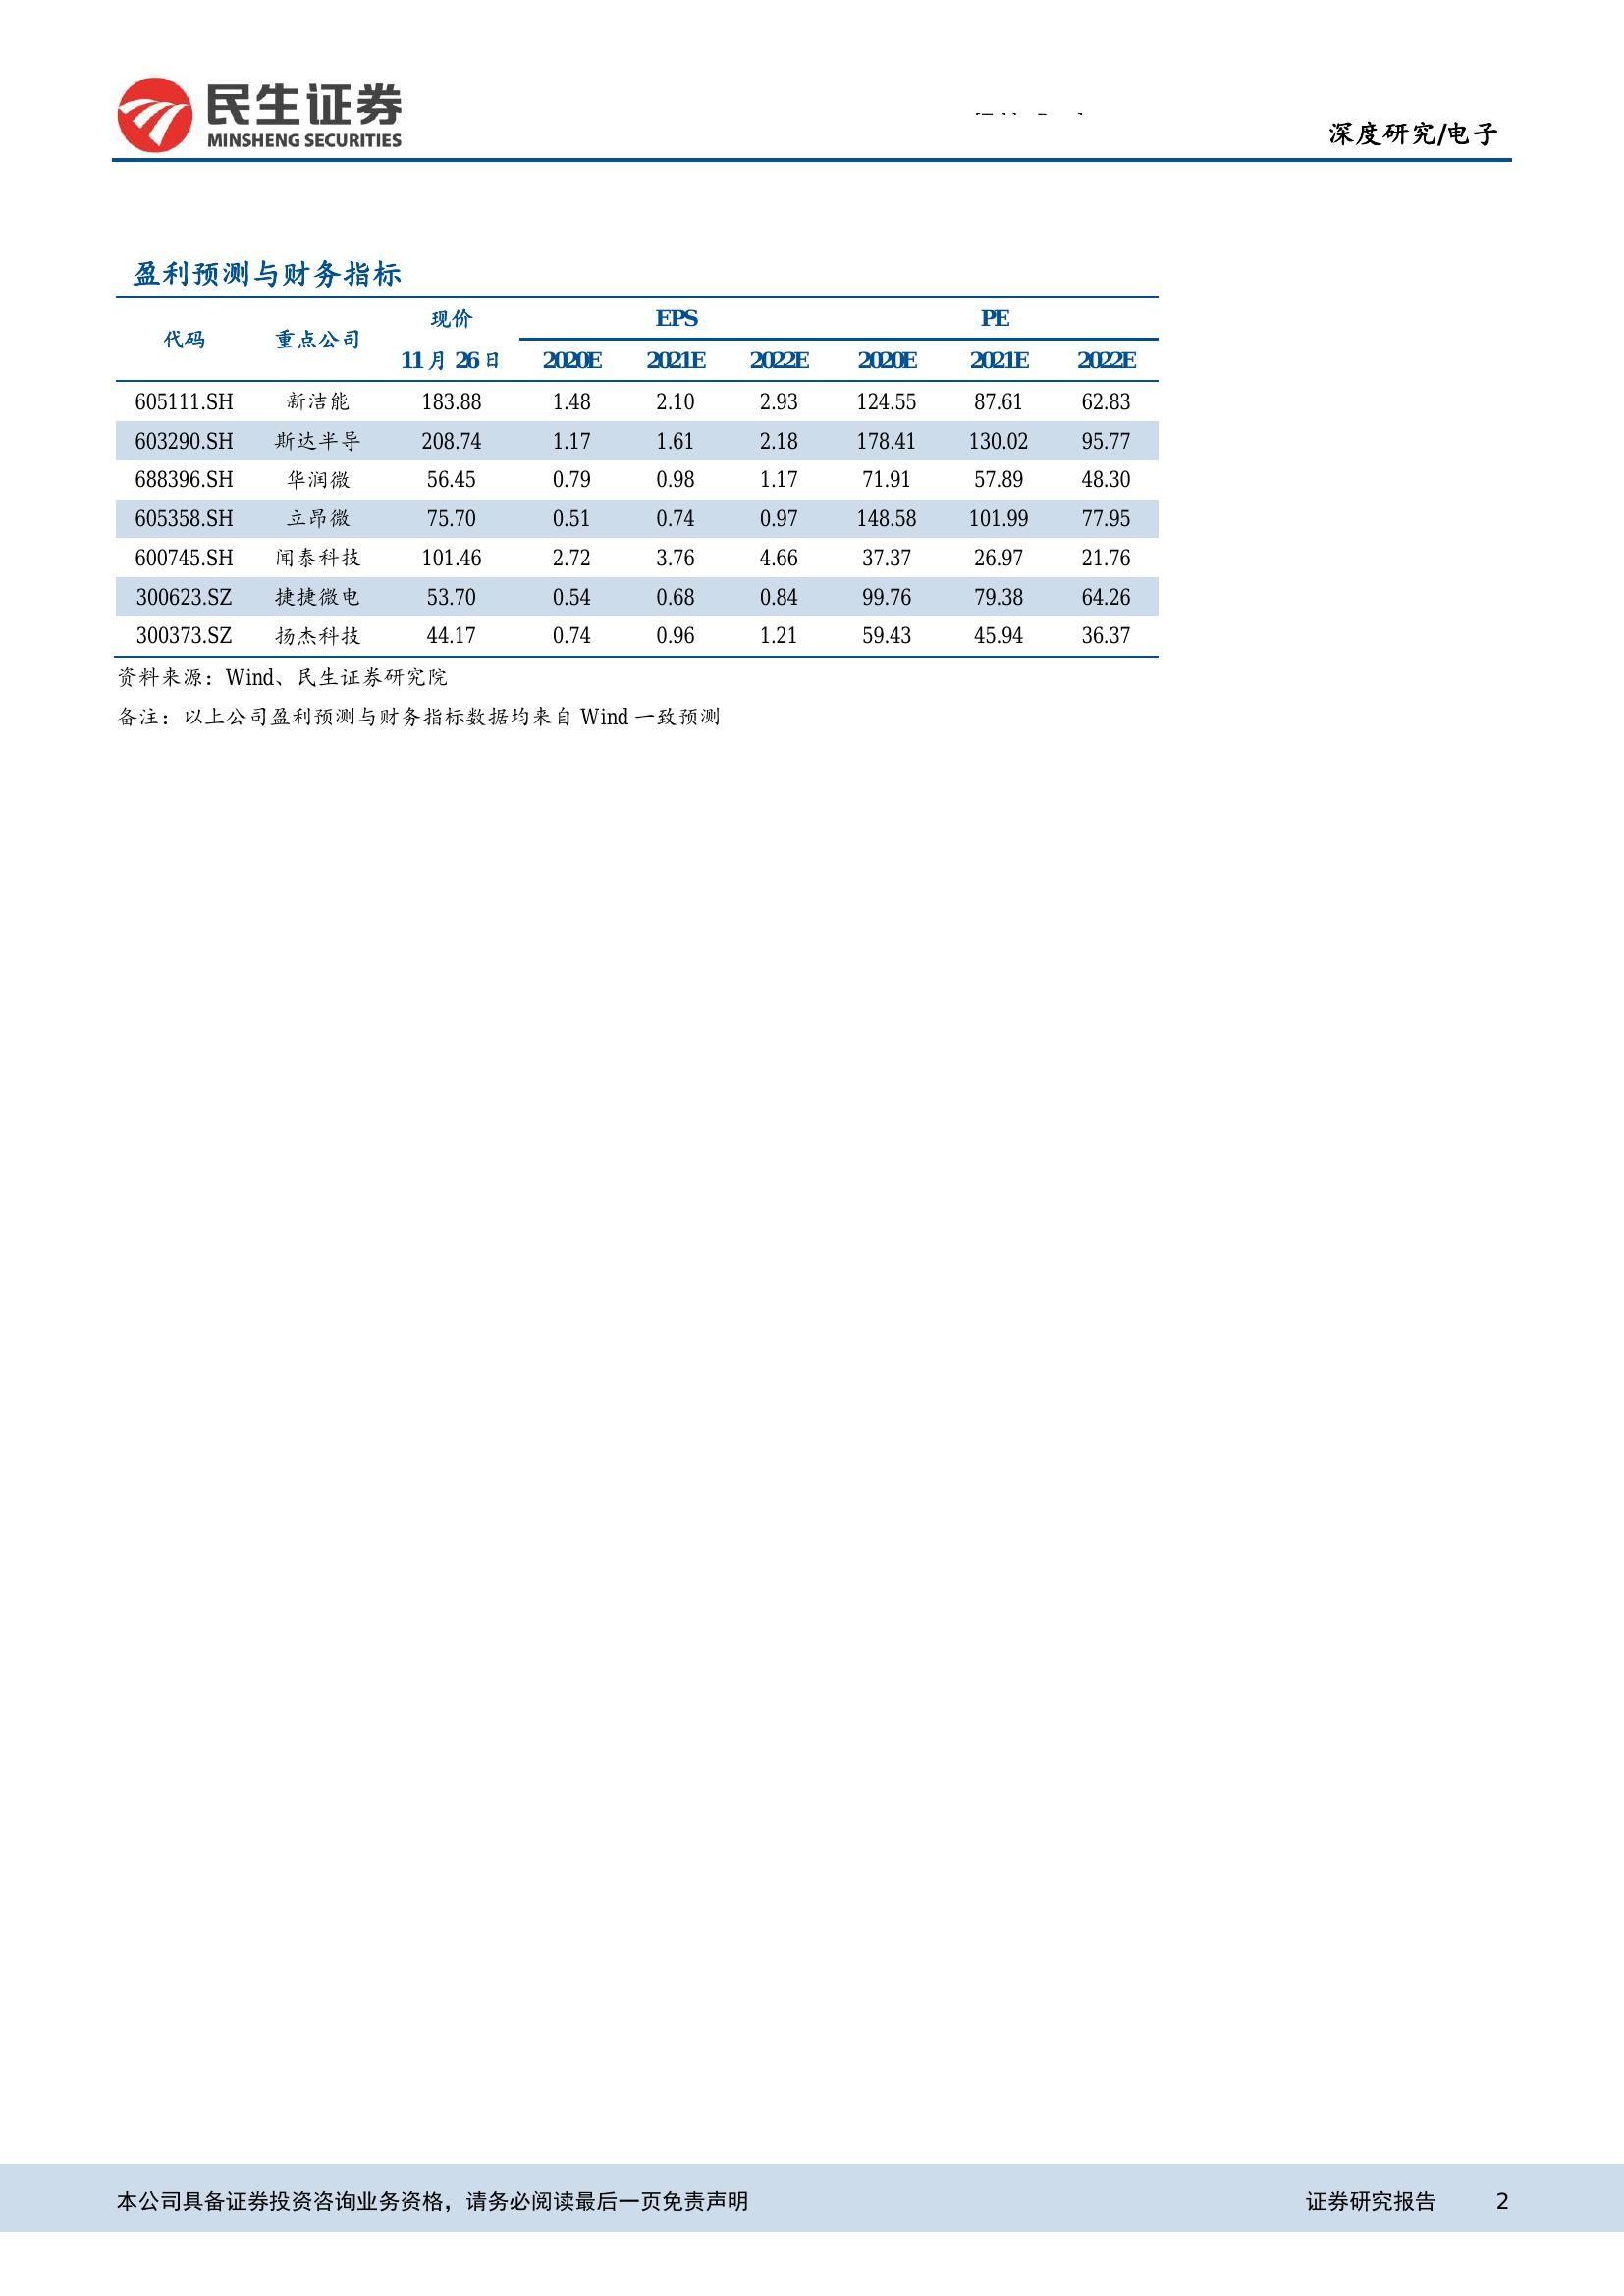 民生证券
MINSHENG SECURITIES
深度研究/电子
盈利预测与财务指标
代码 重点公司 现价 EPS PE
11月26日 2020E 2021E 2022E 2020E 2021E 2022E
605111.SH 新洁能 183.88 1.48 2.10 2.93 124.55 87.61 62.83
603290.SH 斯达半导 208.74 1.17 1.61 2.18 178.41 130.02 95.77
688396.SH 华润微 56.45 0.79 0.98 1.17 71.91 57.89 48.30
605358.SH 立昂微 75.70 0.51 0.74 0.97 148.58 101.99 77.95
600745.SH 闻泰科技 101.46 2.72 3.76 4.66 37.37 26.97 21.76
300623.SZ 捷捷微电 53.70 0.54 0.68 0.84 99.76 79.38 64.26
300373.SZ 扬杰科技 44.17 0.74 0.96 1.21 59.43 45.94 36.37
资料来源：Wind、民生证券研究院
备注：以上公司盈利预测与财务指标数据均来自 Wind 一致预测
本公司具备证券投资咨询业务资格，请务必阅读最后一页免责声明 证券研究报告 2